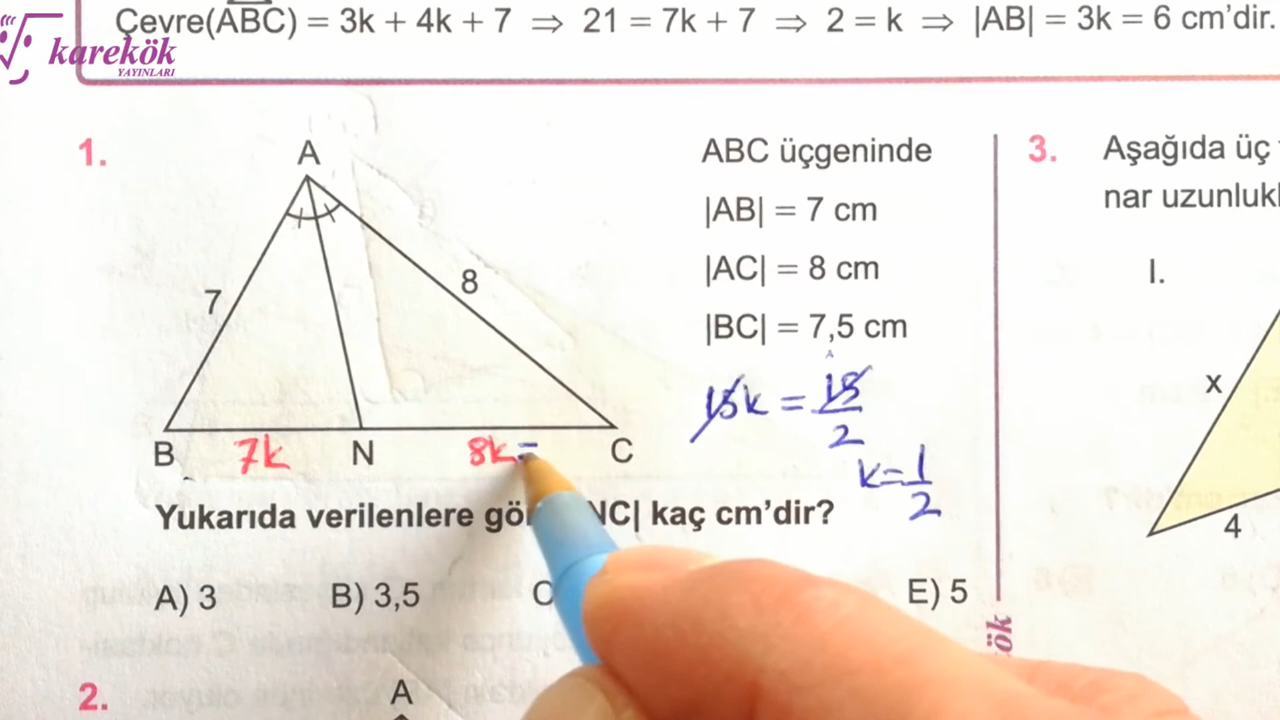 Çevre(ABC) = 3k + 4k + 7 ⇒ 21 = 7k + 7 ⇒ 2 = k ⇒ |AB| = 3k = 6 cm'dir.
karekök
YAYINLARI
1.
A
7
8
B
7k
N
8k=
C
ABC üçgeninde
|AB| = 7 cm
|AC| = 8 cm
|BC| = 7,5 cm
15k = 15/2
k = 1/2
Yukarıda verilenlere |NC| kaç cm'dir?
A) 3
B) 3,5
C
E) 5
2.
A
3.
Aşağıda üç
nar uzunlukl
I.
x
4
kök